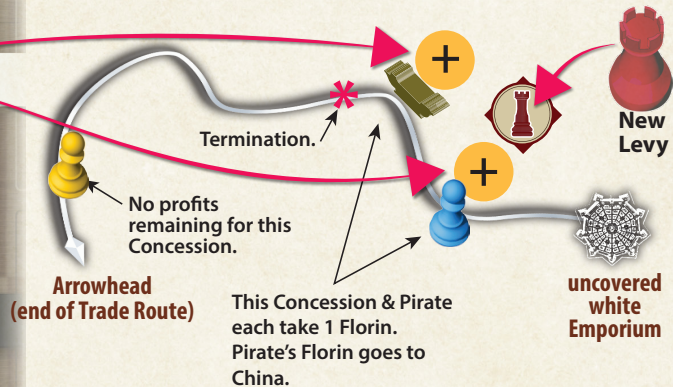 +
New
Levy
Termination.
+
No profits
remaining for this
Concession.
Arrowhead
(end of Trade Route)
This Concession & Pirate
each take 1 Florin.
Pirate's Florin goes to
China.
uncovered
white
Emporium